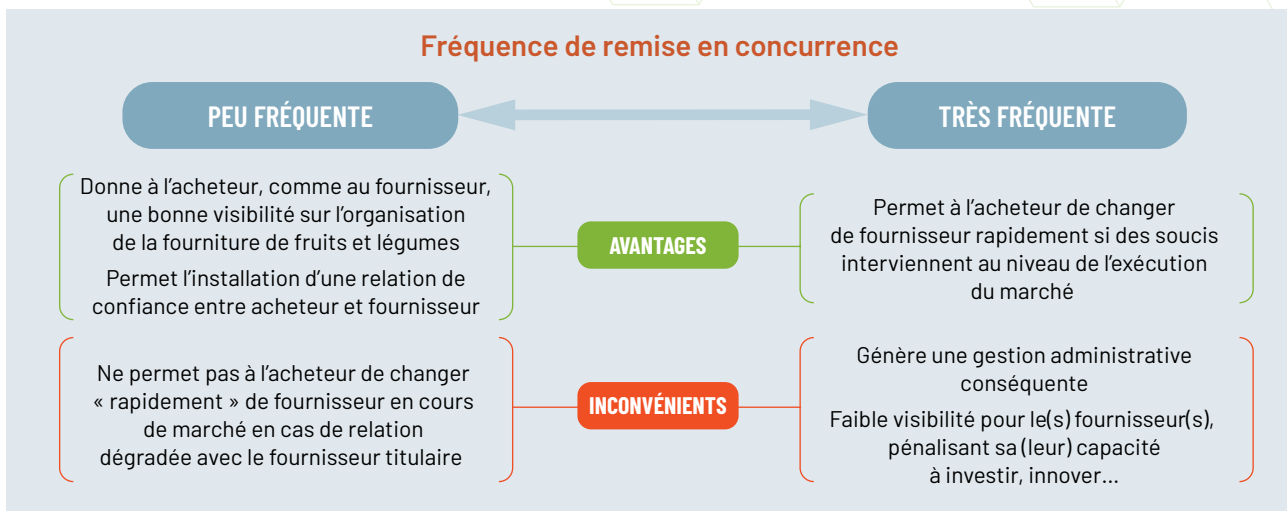 Fréquence de remise en concurrence
PEU FRÉQUENTE
TRÈS FRÉQUENTE
Donne à l’acheteur, comme au fournisseur,
une bonne visibilité sur l’organisation
de la fourniture de fruits et légumes
Permet l’installation d’une relation de
confiance entre acheteur et fournisseur
AVANTAGES
Permet à l’acheteur de changer
de fournisseur rapidement si des soucis
interviennent au niveau de l’exécution
du marché
Ne permet pas à l’acheteur de changer
« rapidement » de fournisseur en cours
de marché en cas de relation
dégradée avec le fournisseur titulaire
INCONVÉNIENTS
Génère une gestion administrative
conséquente
Faible visibilité pour le(s) fournisseur(s),
pénalisant sa (leur) capacité
à investir, innover...